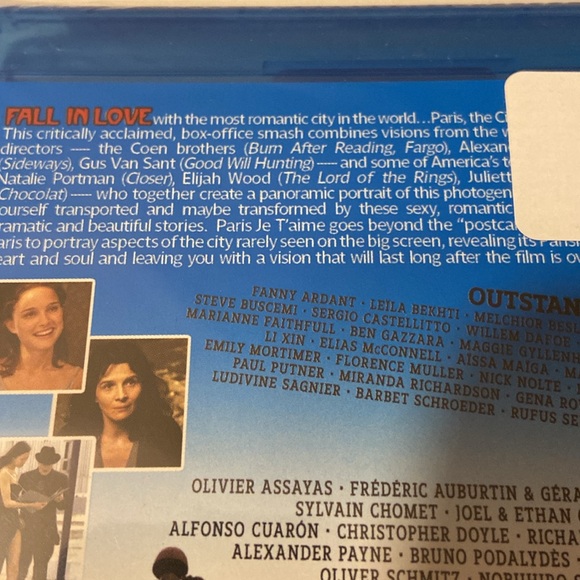 FALL IN LOVE with the most romantic city in the world...Paris, the
This critically acclaimed, box-office smash combines visions from the
directors — the Coen brothers (Burn After Reading, Fargo),
(Sideways), Gus Van Sant (Good Will Hunting) — and some of America's
Natalie Portman (Closer), Elijah Wood (The Lord of the Rings),
Chocolat) — who together create a panoramic portrait of this
ourself transported and maybe transformed by these sexy, romantic
ramatic and beautiful stories. Paris Je T'aime goes beyond the
aris to portray aspects of the city rarely seen on the big screen, revealing its
eart and soul and leaving you with a vision that will last long after the film is
OUTSTAN
FANNY ARDANT · LEILA BEKHTI · MELCHIOR
STEVE BUSCEMI · SERGIO CASTELLITTO · WILLEM DAFOE
MARIANNE FAITHFULL · BEN GAZZARA · MAGGIE
LI XIN · ELIAS McCONNELL · AÏSSA MAÏGA
EMILY MORTIMER · FLORENCE MULLER · NICK NOLTE
PAUL PUTNER · MIRANDA RICHARDSON · GENA
LUDIVINE SAGNIER · BARBET SCHROEDER · RUFUS
OLIVIER ASSAYAS · FRÉDÉRIC AUBURTIN &
SYLVAIN CHOMET · JOEL & ETHAN
ALFONSO CUARÓN · CHRISTOPHER DOYLE
ALEXANDER PAYNE · BRUNO PODALYDÈS
OLIVER SCHMITZ